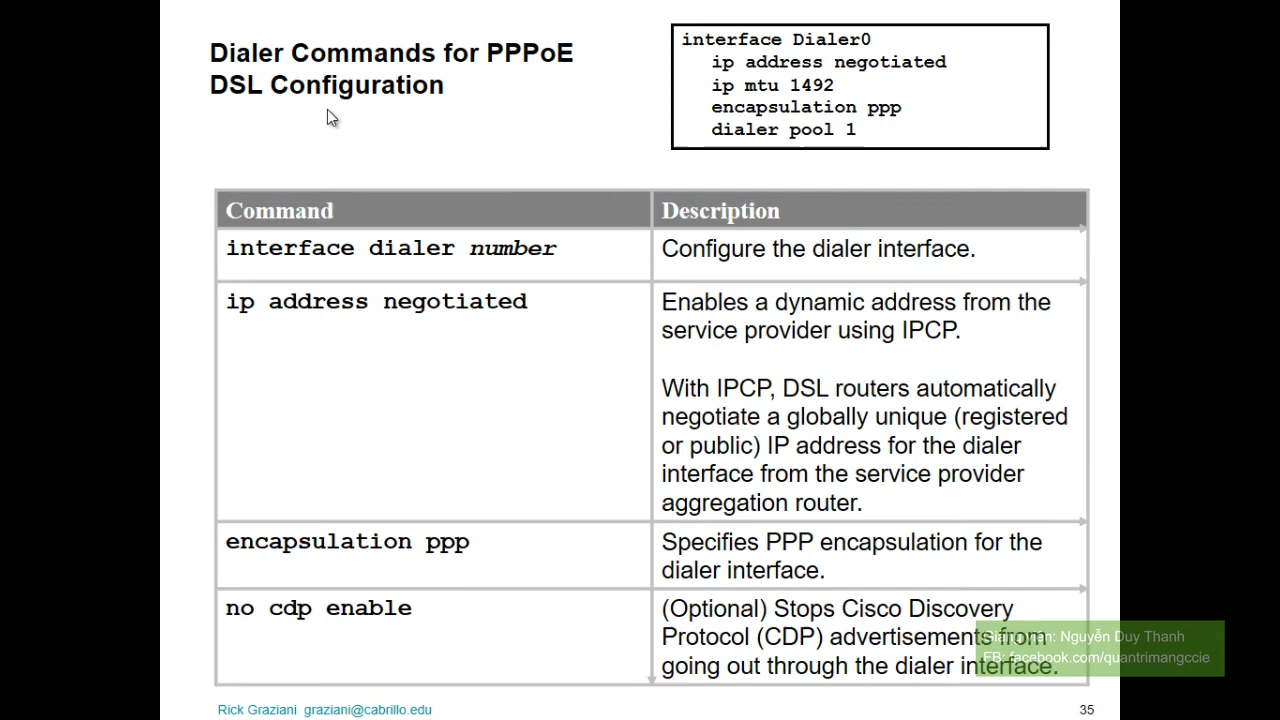 Dialer Commands for PPPoE
DSL Configuration
interface Dialer0
ip address negotiated
ip mtu 1492
encapsulation ppp
dialer pool 1
Command
Description
interface dialer number
Configure the dialer interface.
ip address negotiated
Enables a dynamic address from the
service provider using IPCP.
With IPCP, DSL routers automatically
negotiate a globally unique (registered
or public) IP address for the dialer
interface from the service provider
aggregation router.
encapsulation ppp
Specifies PPP encapsulation for the
dialer interface.
no cdp enable
(Optional) Stops Cisco Discovery
Protocol (CDP) advertisements from
going out through the dialer interface.
Giảng viên: Nguyễn Duy Thanh
FB: facebook.com/quantrimangccie
Rick Graziani graziani@cabrillo.edu
35